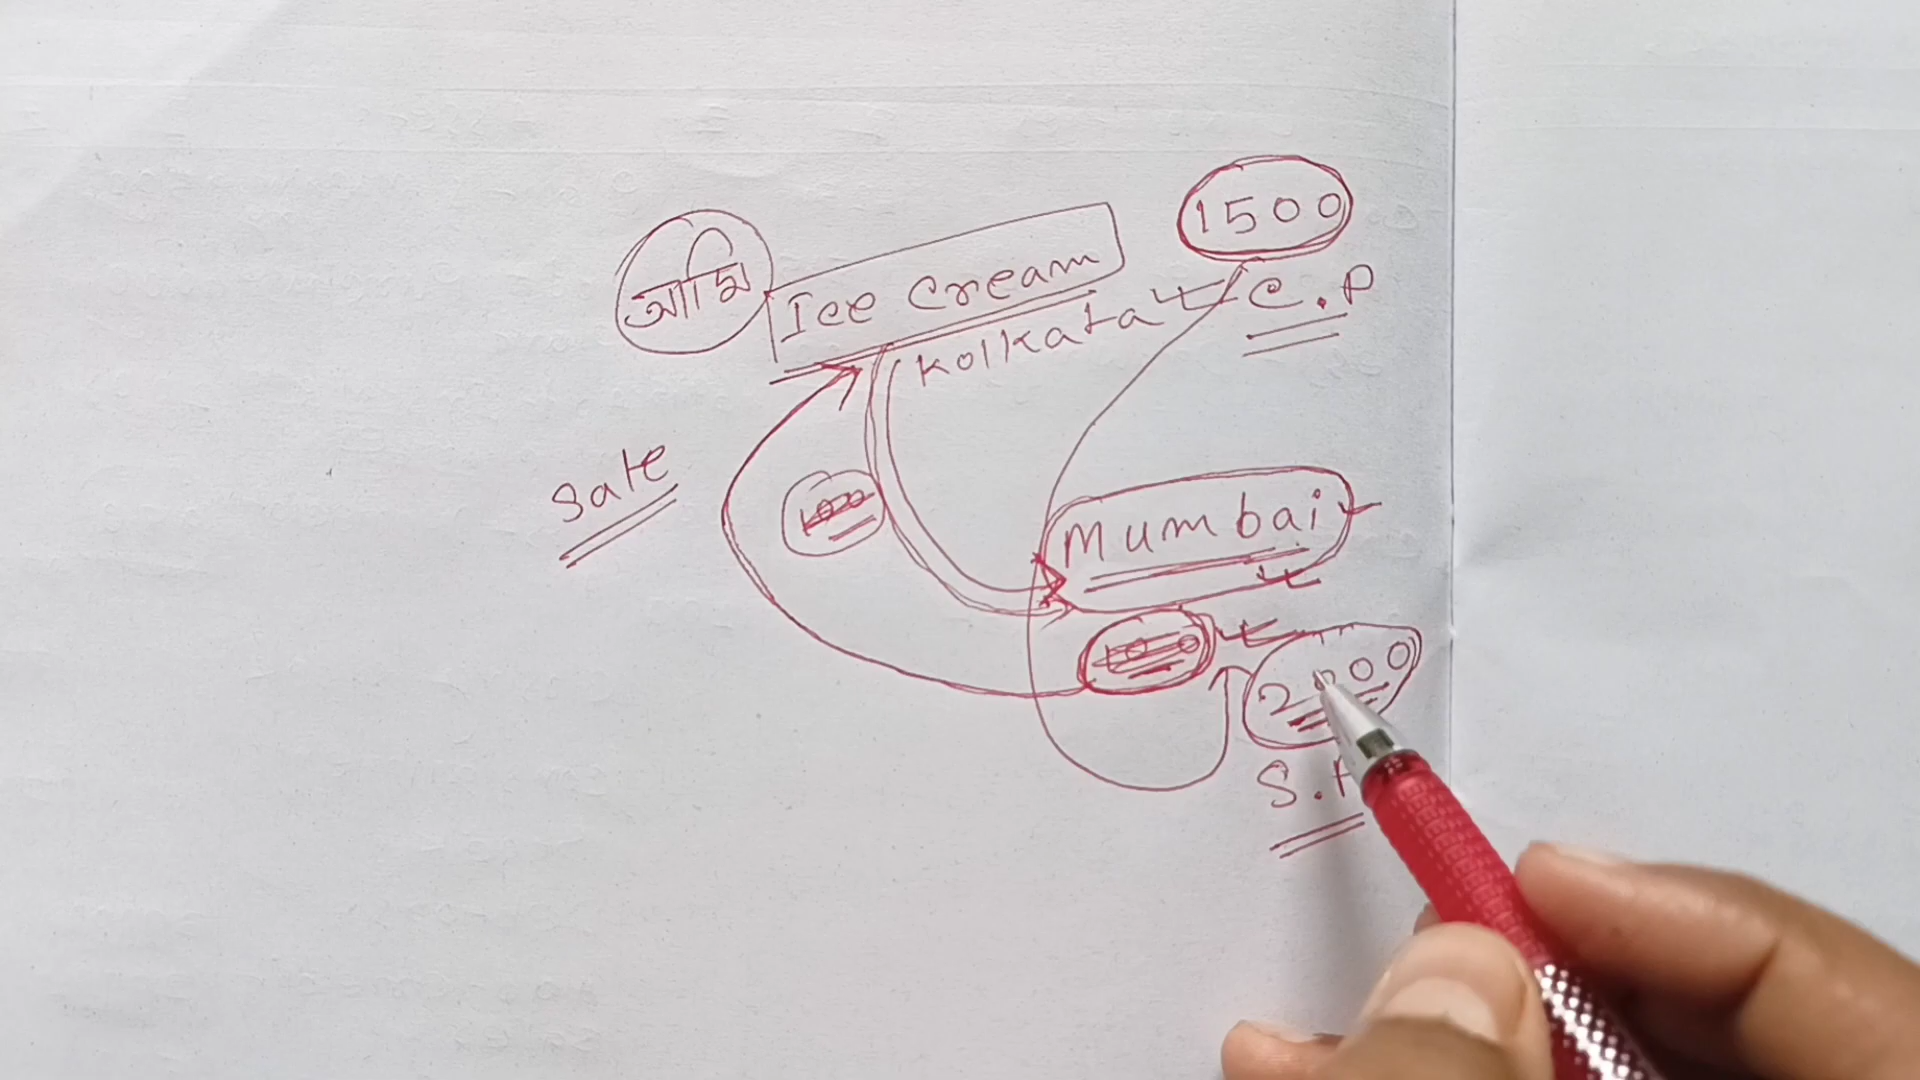 1500
আমি
Ice Cream
C.P
Kolkata
Sale
Mumbai
2000
S.P